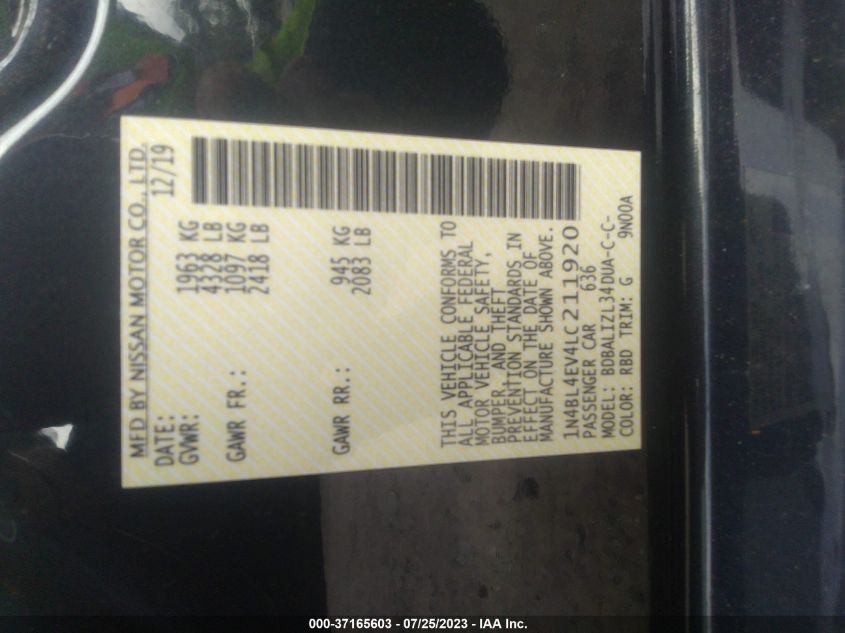 MFD BY NISSAN MOTOR CO., LTD.
DATE: 12/19
GVWR: 1963 KG
4328 LB
GAWR FR.: 1097 KG
2418 LB
GAWR RR.: 945 KG
2083 LB
THIS VEHICLE CONFORMS TO
ALL APPLICABLE FEDERAL
MOTOR VEHICLE SAFETY,
BUMPER, AND THEFT
PREVENTION STANDARDS IN
EFFECT ON THE DATE OF
MANUFACTURE SHOWN ABOVE.
1N4BL4EV4LC211920
PASSENGER CAR 636
MODEL: BDBALIZL34DUA-C-C-
COLOR: RBD TRIM: G 9N00A
000-37165603 - 07/25/2023 - IAA Inc.